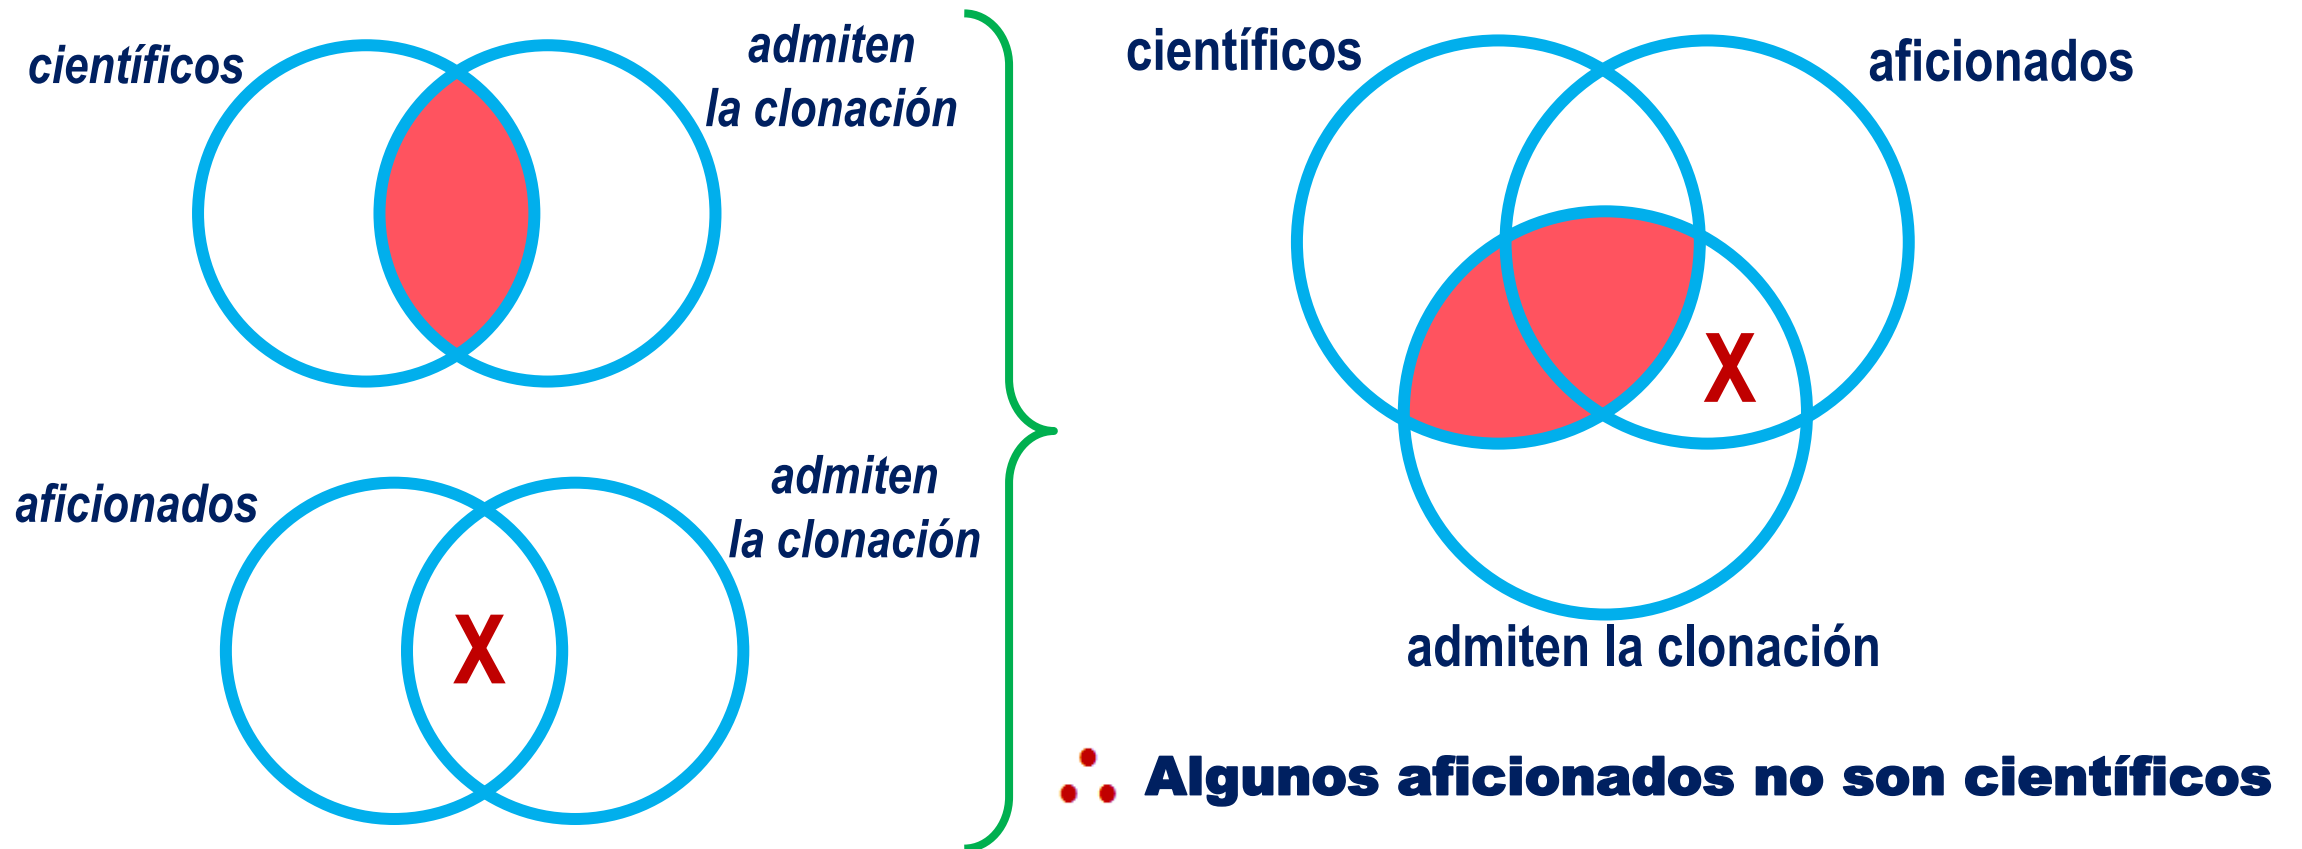 científicos
admiten
la clonación
aficionados
admiten
la clonación
X
científicos
aficionados
X
admiten la clonación
∴ Algunos aficionados no son científicos